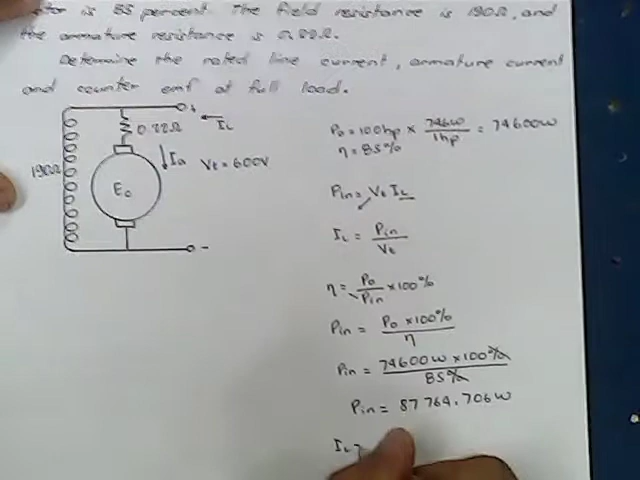 is 85 percent. The field resistance is 190Ω, and
the armature resistance is 0.22Ω.
Determine the rated line current, armature current
and counter emf at full load.
+
IL
0.22Ω
190Ω
Ia
Vt = 600V
Ec
-
Po = 100hp × 746W/1hp = 74600W
η = 85%
Pin = Vt IL
IL = Pin/Vt
η = Po/Pin × 100%
Pin = Po × 100%/η
Pin = 74600W × 100%/85%
Pin = 87 764.706W
IL =